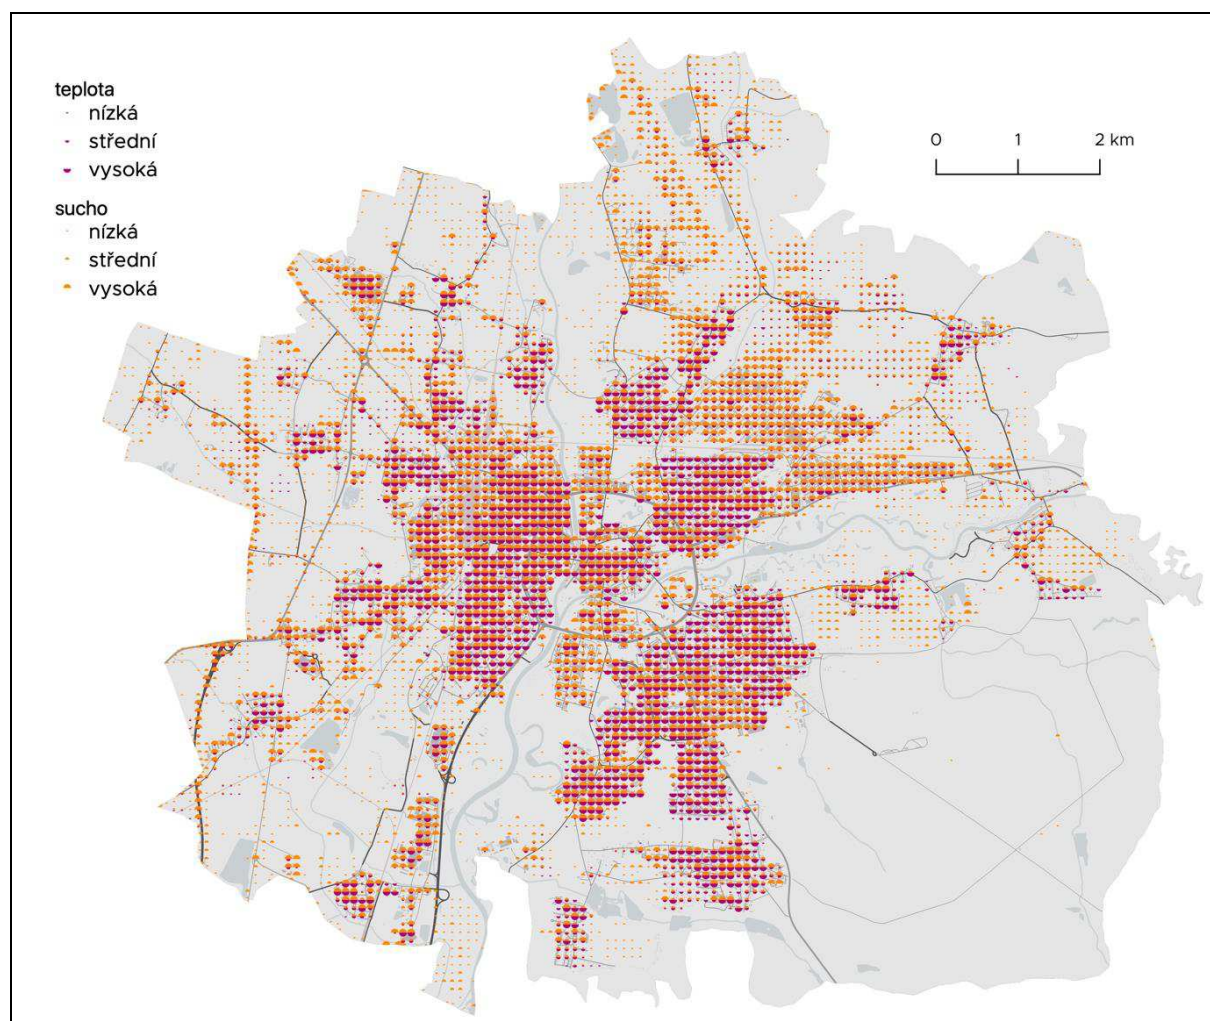 teplota
nízká
střední
vysoká
sucho
nízká
střední
vysoká
0 1 2 km